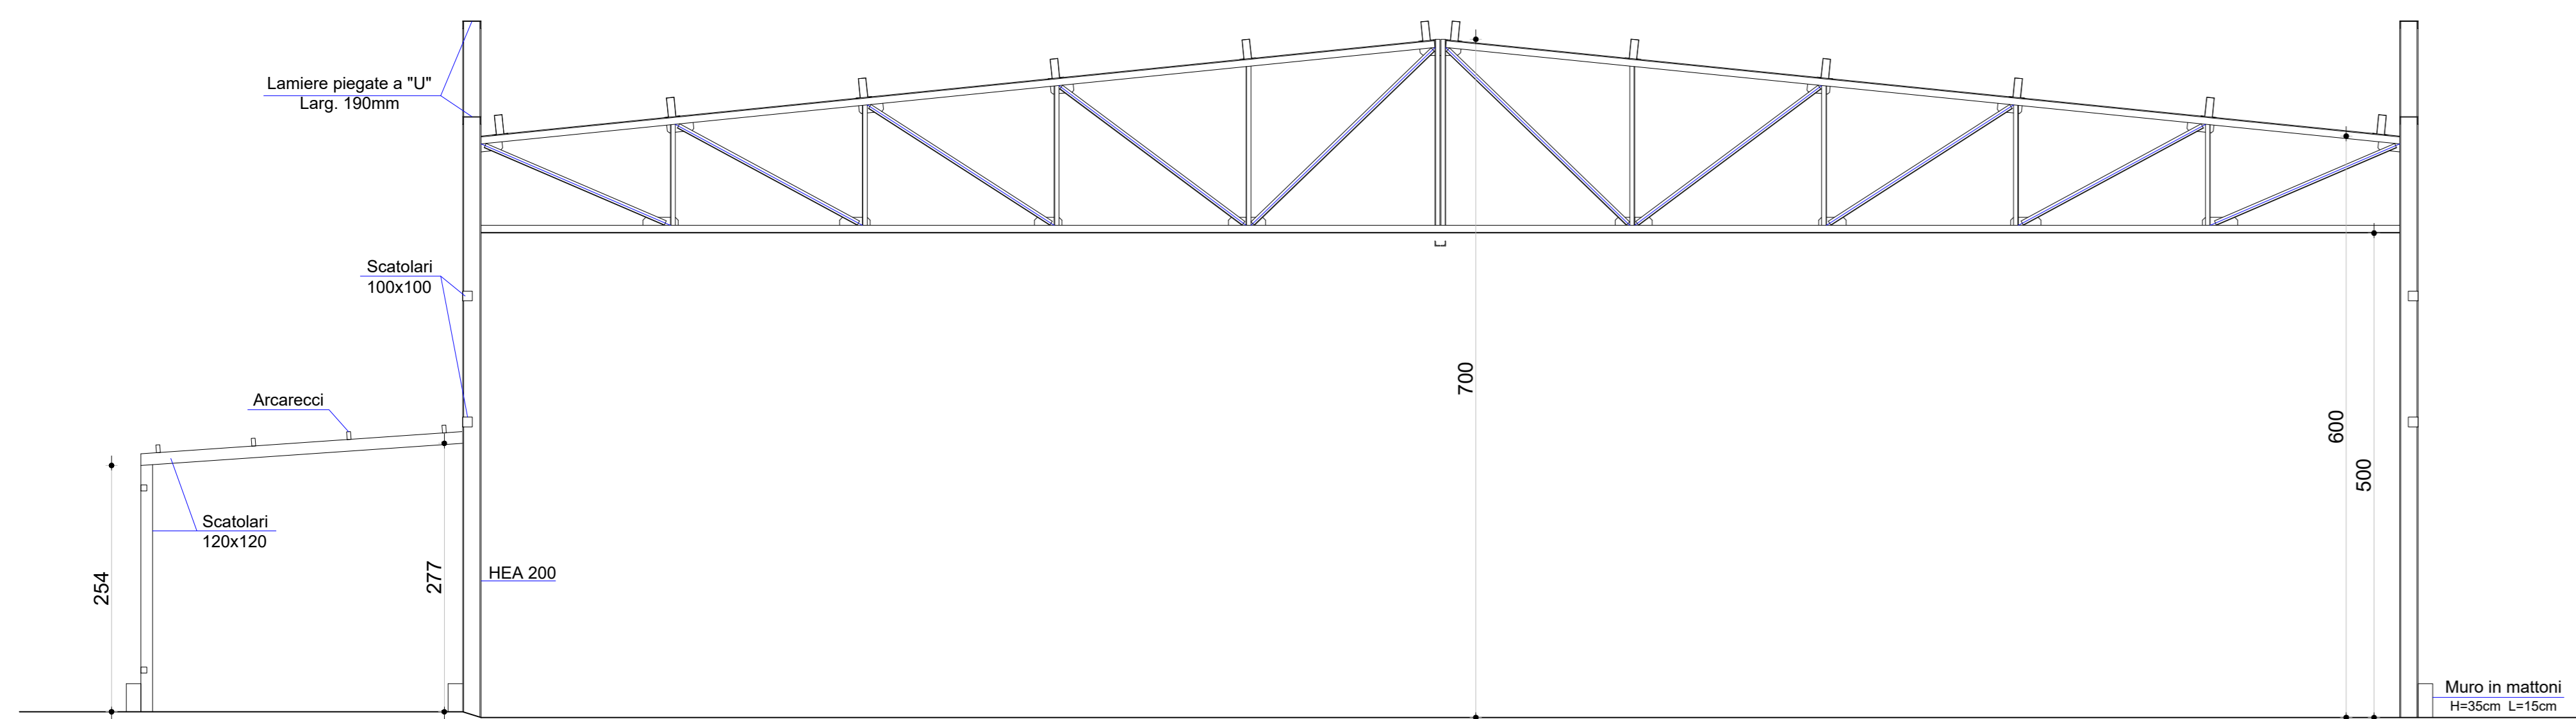 Lamiere piegate a "U"
Larg. 190mm
Scatolari
100x100
Arcarecci
Scatolari
120x120
254
277
HEA 200
700
600
500
Muro in mattoni
H=35cm L=15cm